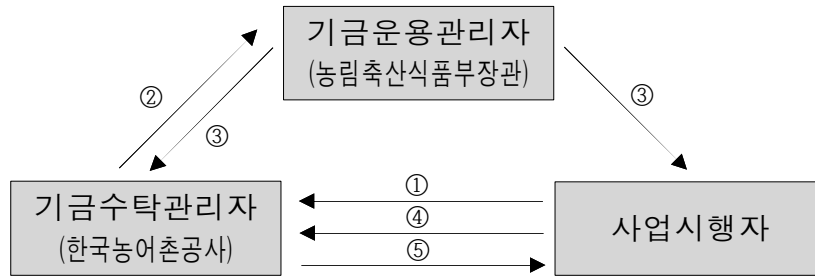 기금운용관리자
(농림축산식품부장관)
②
③
③
기금수탁관리자
(한국농어촌공사)
①
④
⑤
사업시행자